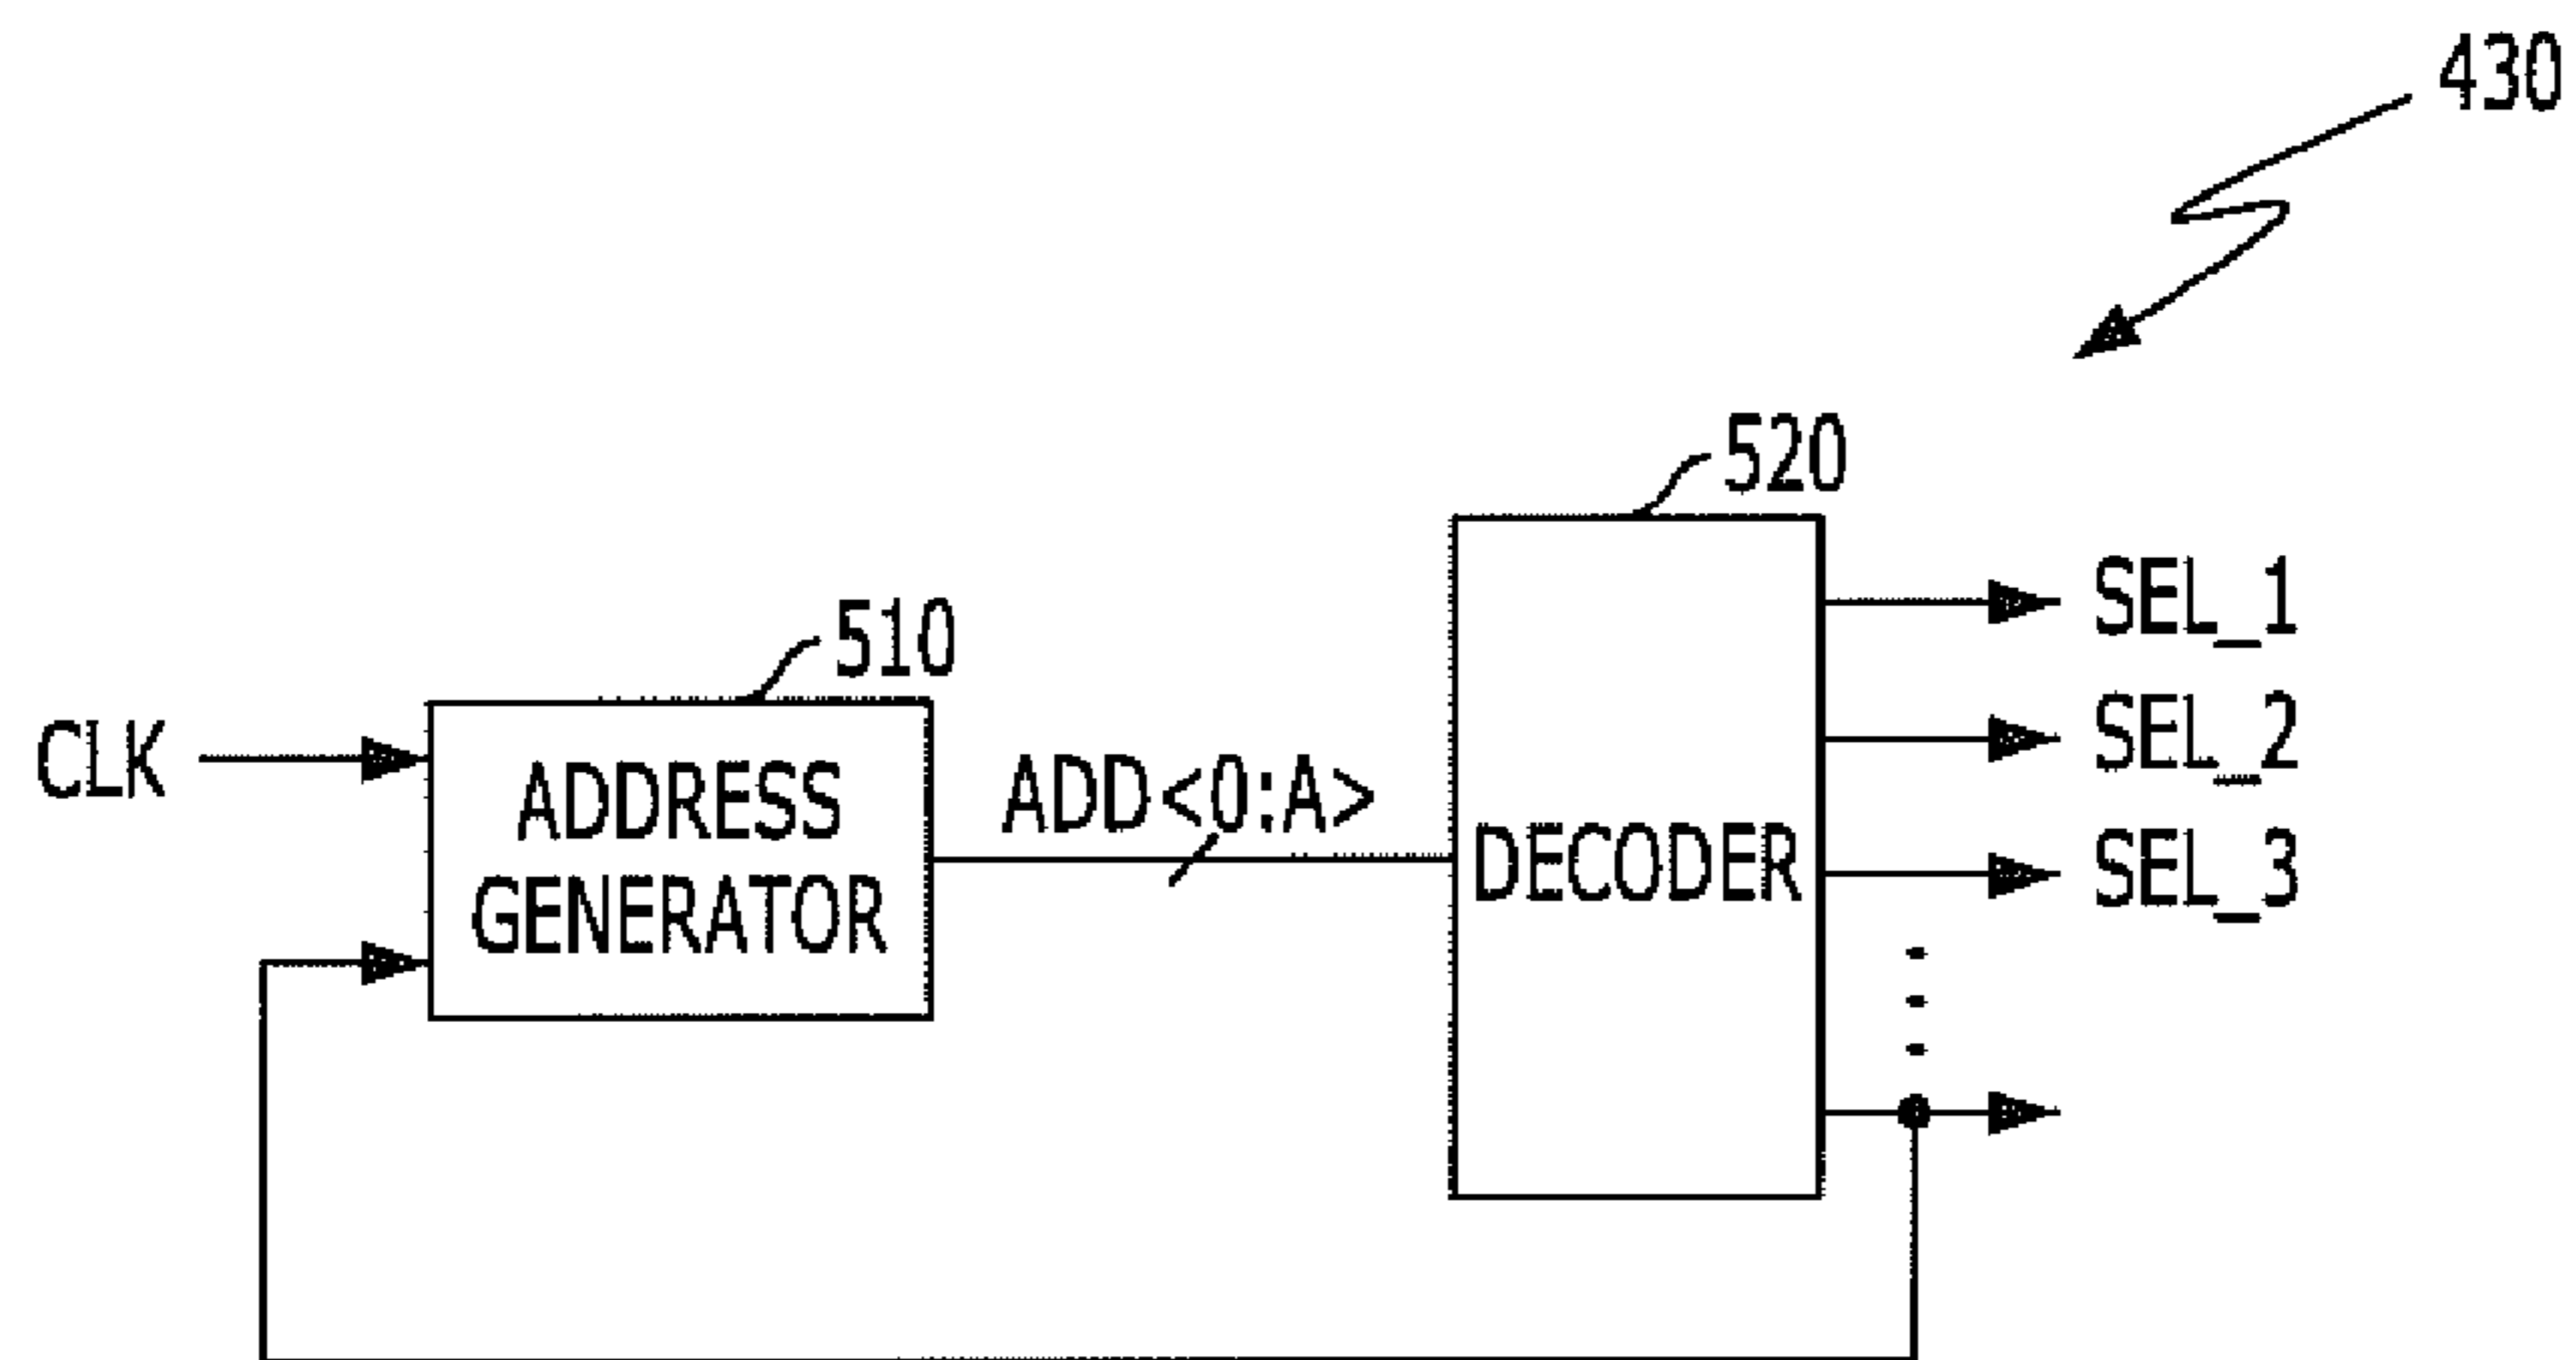 430
520
SEL_1
510
SEL_2
CLK
ADDRESS
GENERATOR
ADD<0:A>
DECODER
SEL_3